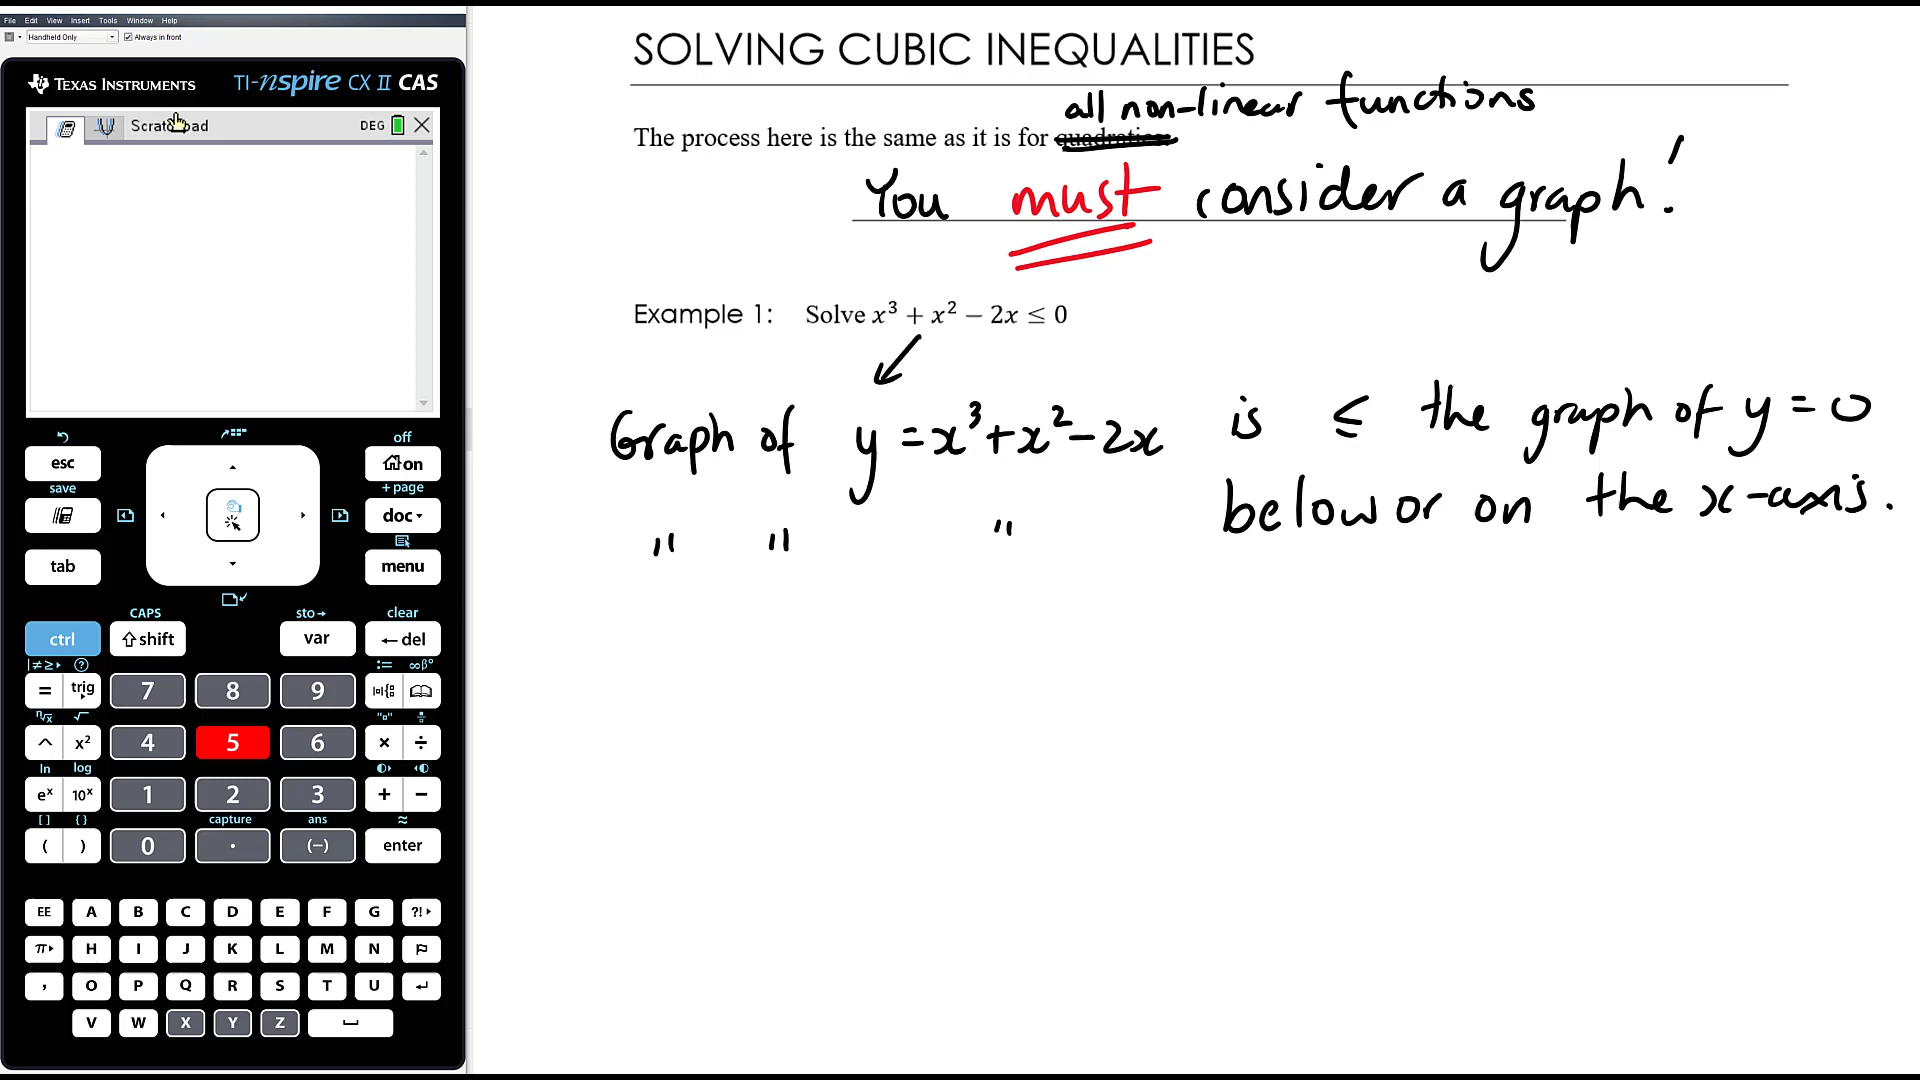 File Edit View Insert Tools Window Help
Handheld Only Always in front
TEXAS INSTRUMENTS TI-nspire CX II CAS
Scratchpad DEG
SOLVING CUBIC INEQUALITIES
all non-linear functions
The process here is the same as it is for quadratics.
You must consider a graph!
Example 1: Solve x³ + x² − 2x ≤ 0
Graph of y = x³+x²−2x is ≤ the graph of y = 0
" " " below or on the x-axis.
off
esc on
save + page
doc
tab menu
CAPS sto→ clear
ctrl shift var ←del
|≠≥▸ ? := ∞β°
= trig 7 8 9
ⁿ√x √
^ x² 4 5 6 × ÷
ln log
eˣ 10ˣ 1 2 3 + −
[ ] { } capture ans ≈
( ) 0 . (−) enter
EE A B C D E F G ?!▸
π▸ H I J K L M N
, O P Q R S T U ↵
V W X Y Z